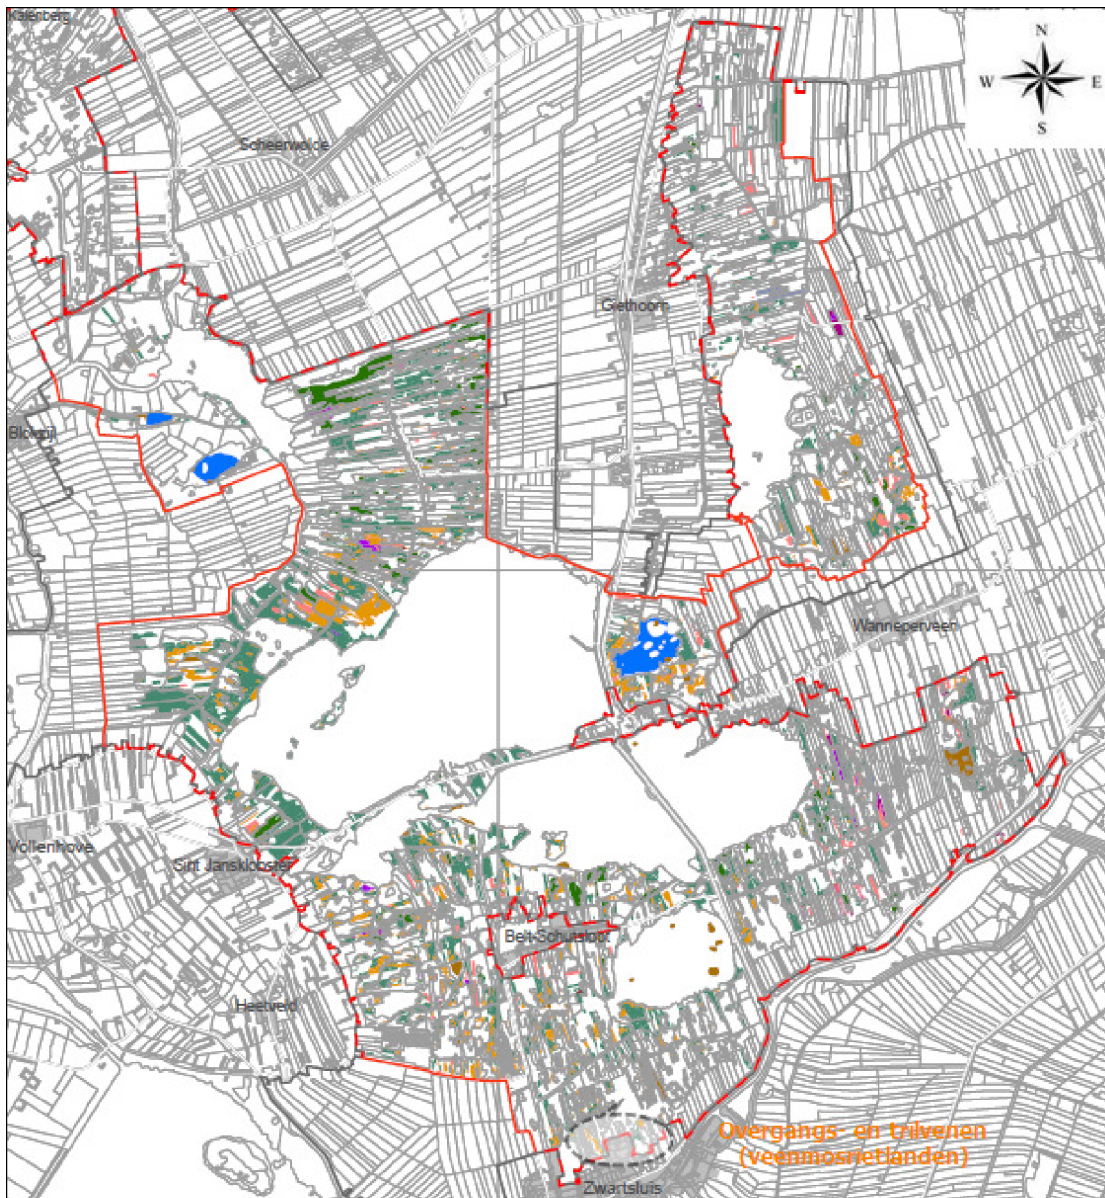 Kalenberg
N
W E
S
Scheerwolde
Giethoorn
Blokzijl
Wanneperveen
Vollenhove
Sint Jansklooster
Belt-Schutsloot
Heetveld
Overgangs- en trilvenen
(veenmosrietlanden)
Zwartsluis